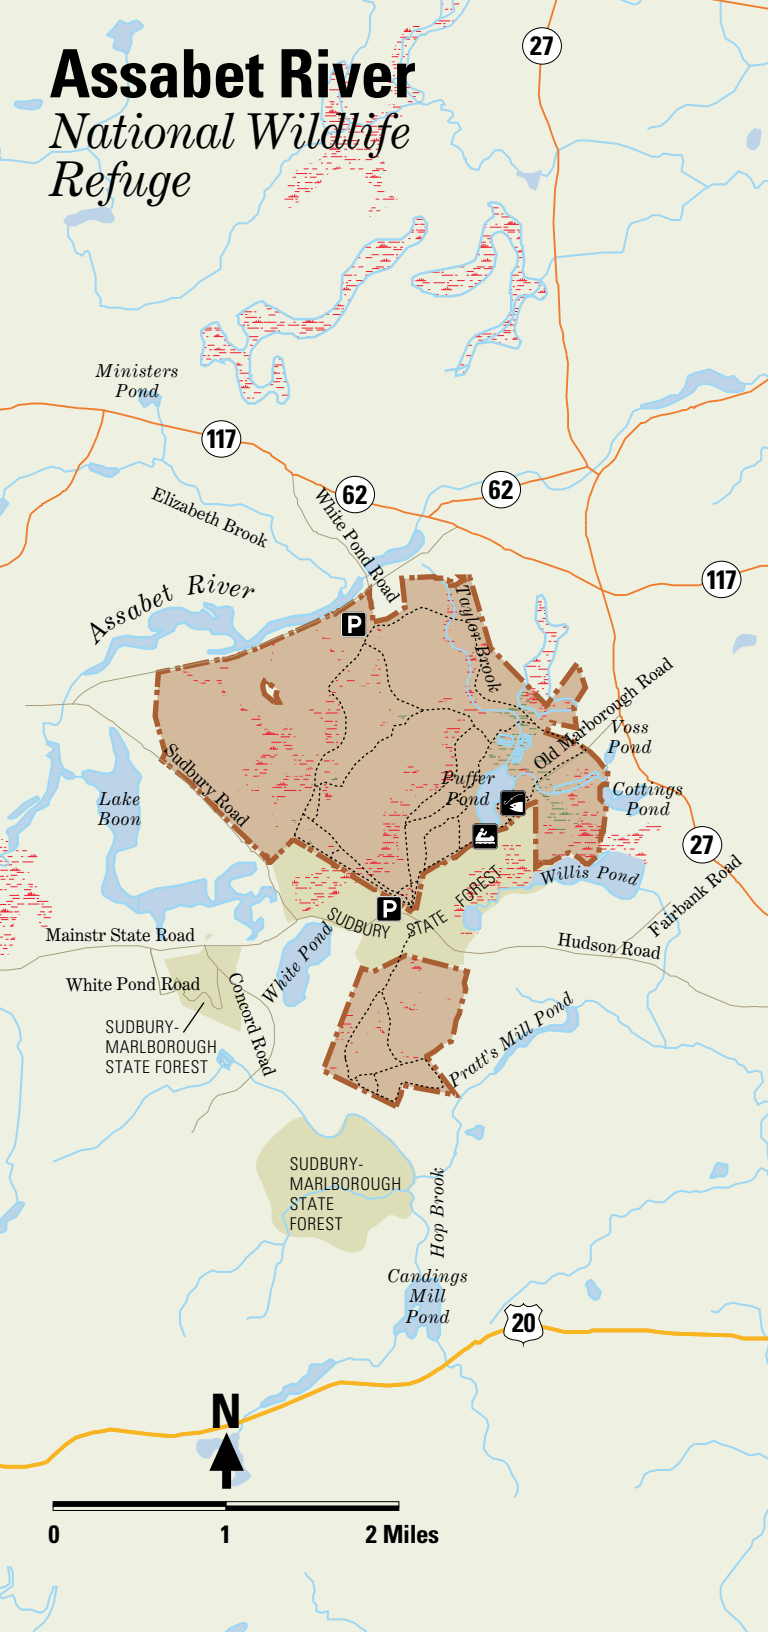 Assabet River
National Wildlife
Refuge
27
Ministers
Pond
117
62
62
Elizabeth Brook
White Pond Road
117
Assabet River
P
Taylor Brook
Old Marborough Road
Voss
Pond
Sudbury Road
Puffer
Pond
Cottings
Pond
Lake
Boon
27
Willis Pond
Fairbank Road
P
SUDBURY STATE FOREST
Mainstr State Road
Hudson Road
White Pond
White Pond Road
Concord Road
SUDBURY-
MARLBOROUGH
STATE FOREST
Pratt's Mill Pond
SUDBURY-
MARLBOROUGH
STATE
FOREST
Hop Brook
Candings
Mill
Pond
20
N
0 1 2 Miles